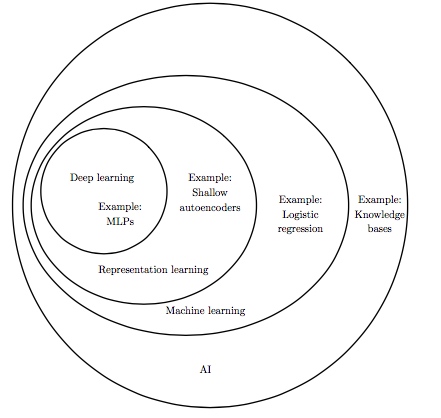 Deep learning
Example:
MLPs
Example:
Shallow
autoencoders
Example:
Logistic
regression
Example:
Knowledge
bases
Representation learning
Machine learning
AI